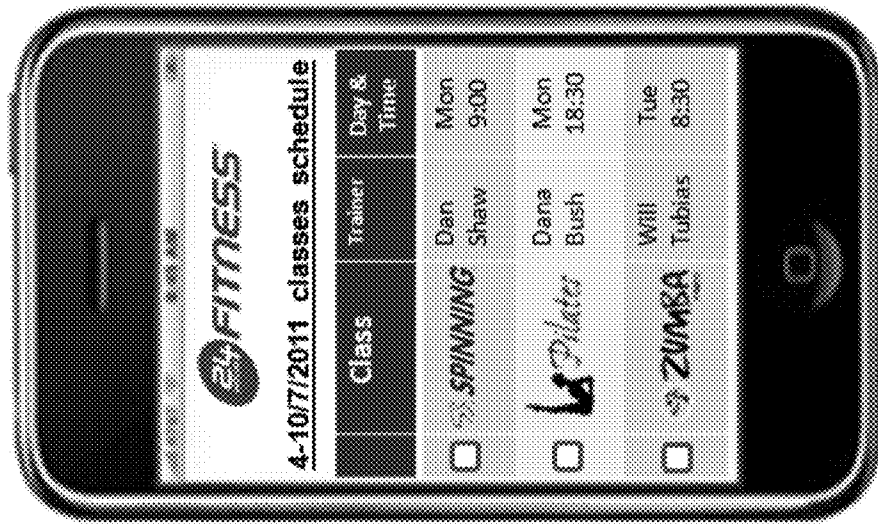 24 FITNESS
4-10/7/2011 classes schedule
Class Trainer Day &
Time
SPINNING Dan
Shaw Mon
9:00
Pilates Dana
Bush Mon
18:30
ZUMBA Will
Tubias Tue
8:30